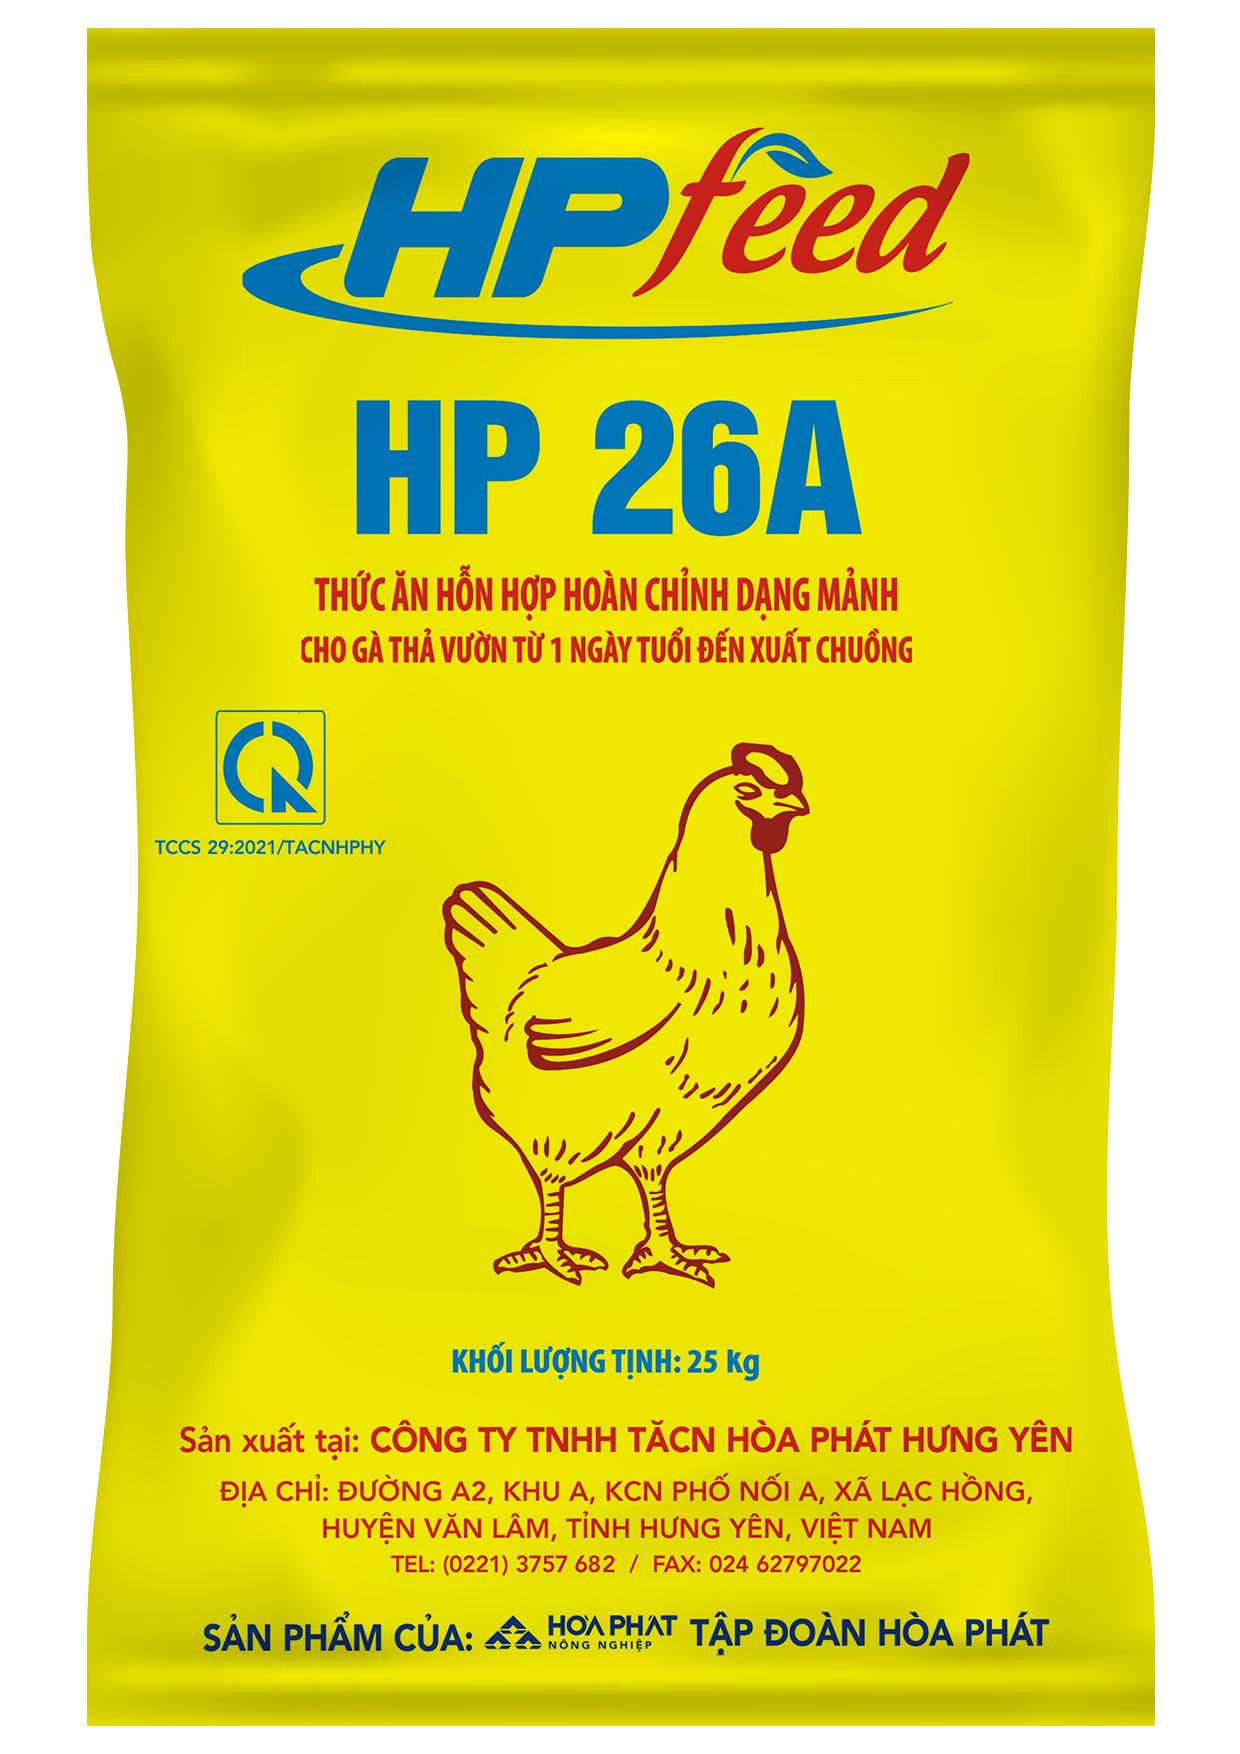 HPfeed
HP 26A
THỨC ĂN HỖN HỢP HOÀN CHỈNH DẠNG MẢNH
CHO GÀ THẢ VƯỜN TỪ 1 NGÀY TUỔI ĐẾN XUẤT CHUỒNG
TCCS 29:2021/TACNHPHY
KHỐI LƯỢNG TỊNH: 25 kg
Sản xuất tại: CÔNG TY TNHH TĂCN HÒA PHÁT HƯNG YÊN
ĐỊA CHỈ: ĐƯỜNG A2, KHU A, KCN PHỐ NỐI A, XÃ LẠC HỒNG,
HUYỆN VĂN LÂM, TỈNH HƯNG YÊN, VIỆT NAM
TEL: (0221) 3757 682 / FAX: 024 62797022
SẢN PHẨM CỦA: HÒA PHÁT NÔNG NGHIỆP TẬP ĐOÀN HÒA PHÁT